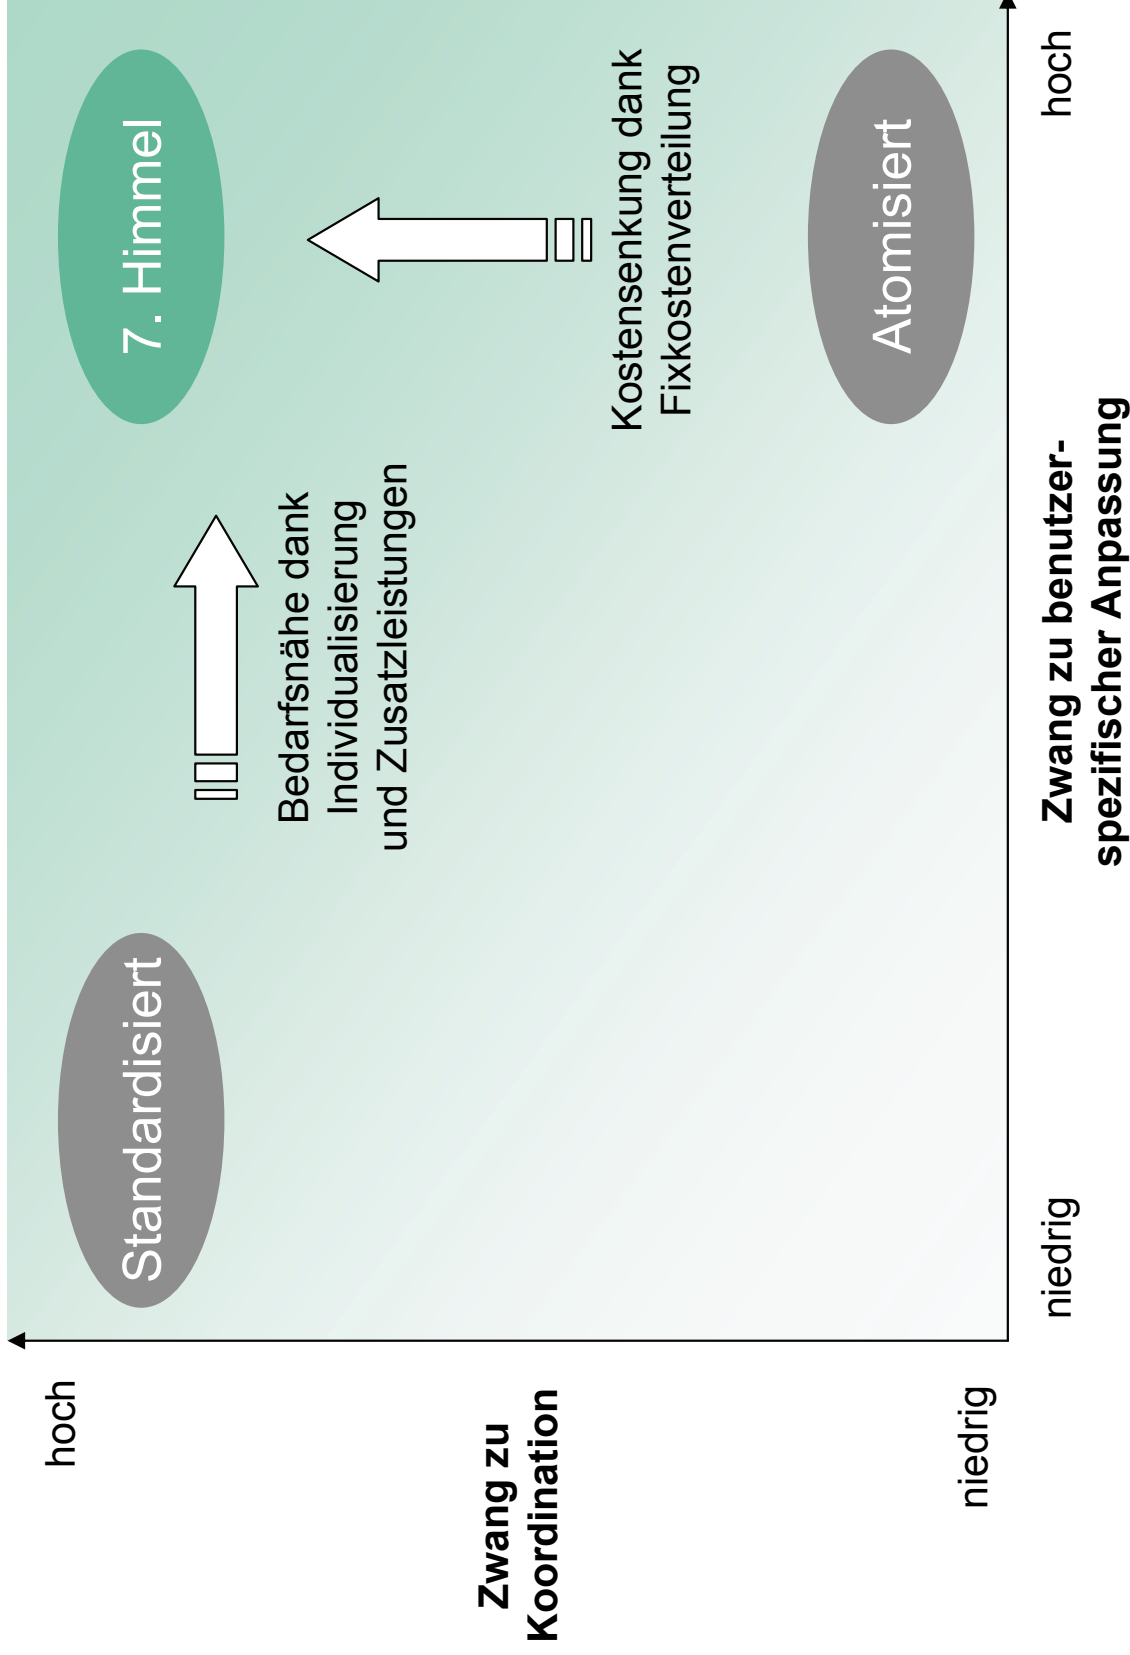 hoch
Standardisiert
7. Himmel
Bedarfsnähe dank
Individualisierung
und Zusatzleistungen
Zwang zu
Koordination
Kostensenkung dank
Fixkostenverteilung
Atomisiert
niedrig
niedrig
Zwang zu benutzer-
spezifischer Anpassung
hoch